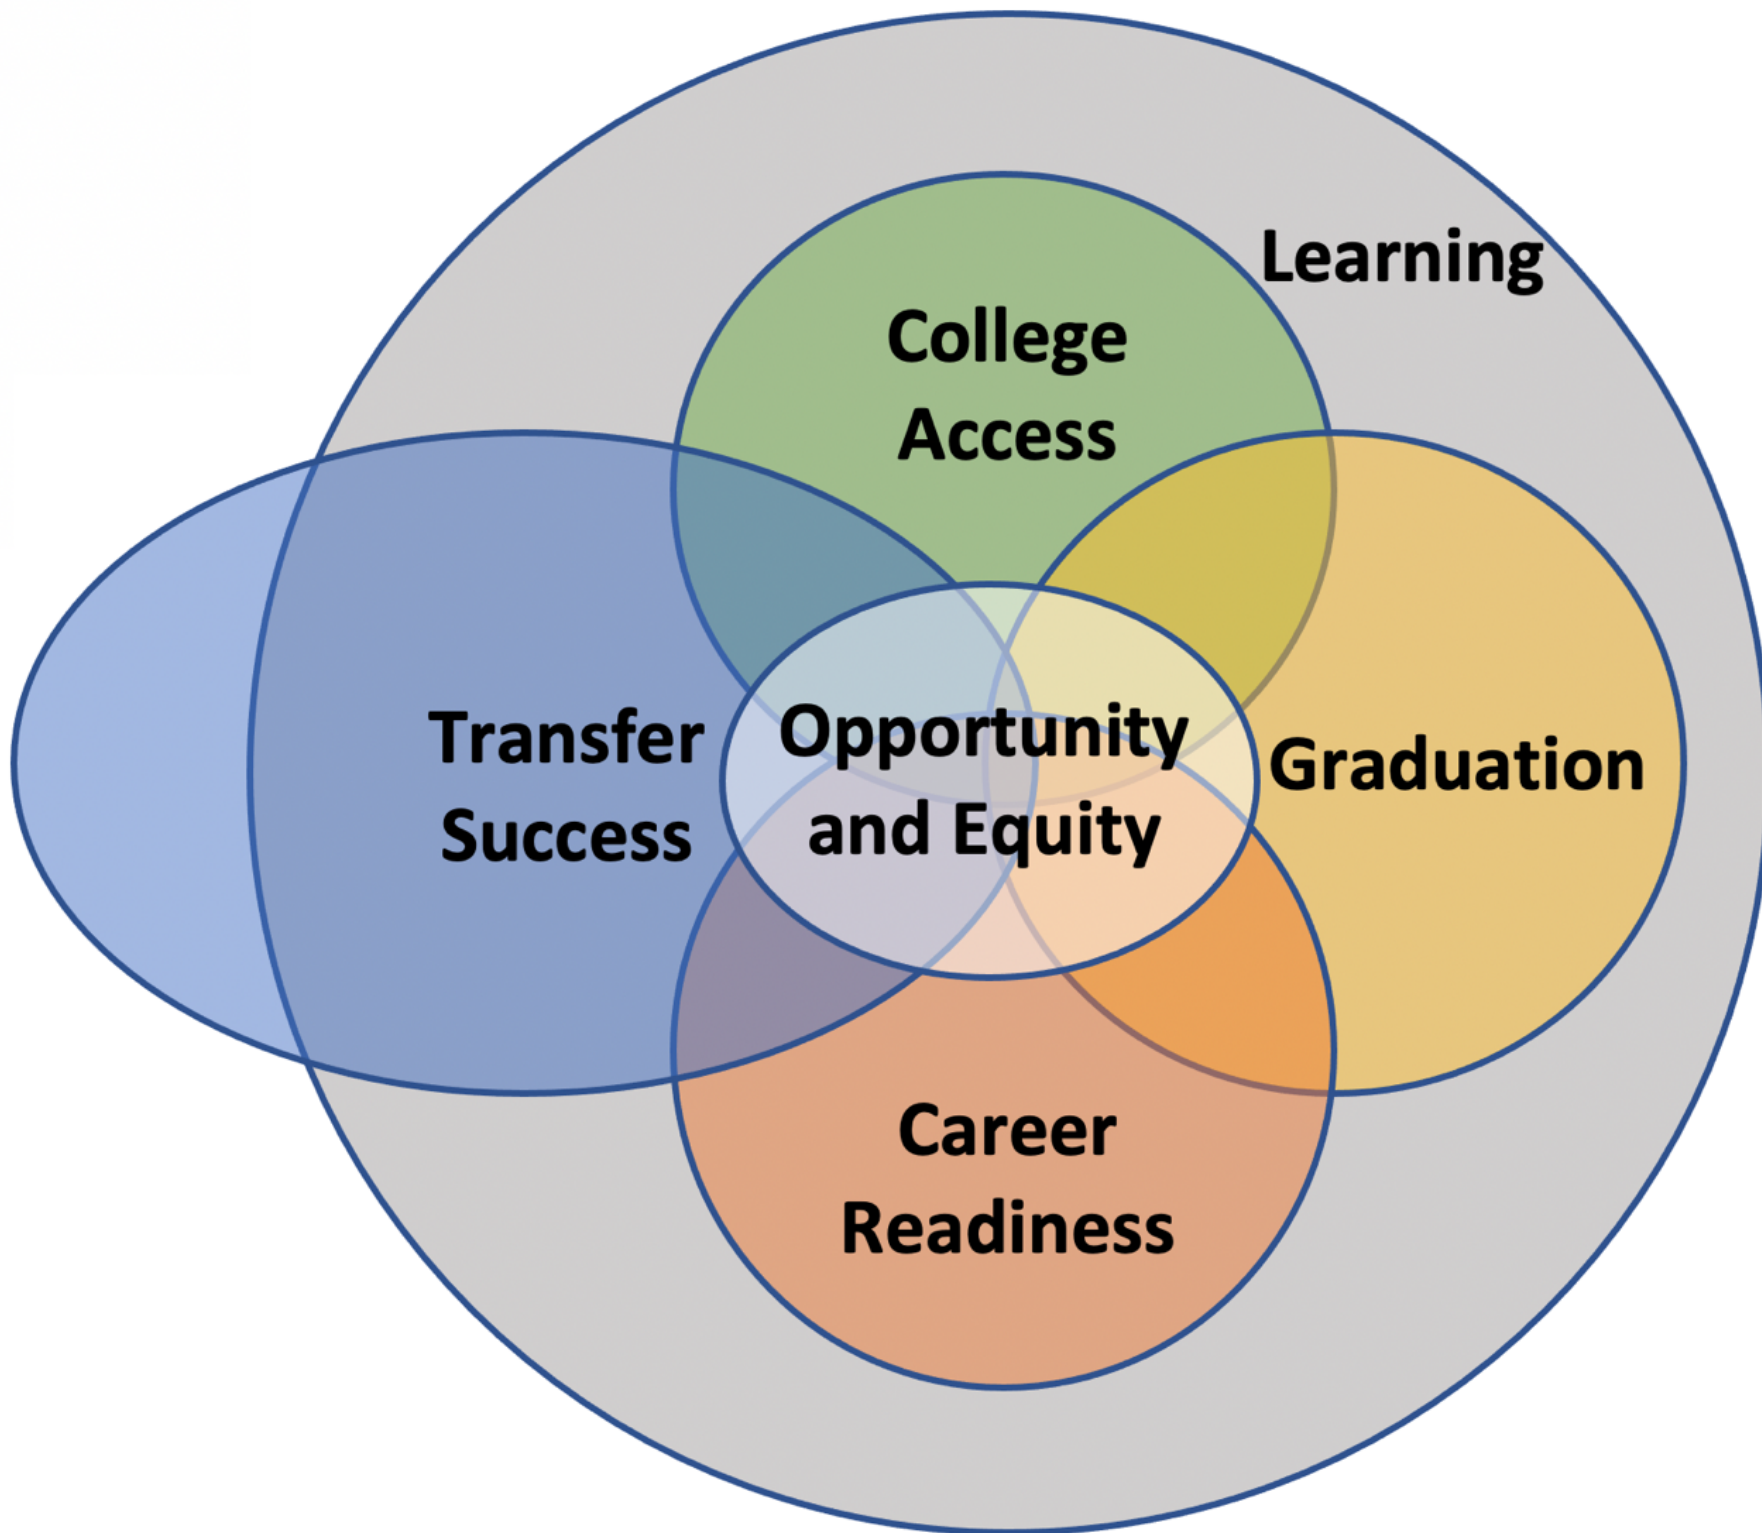 Learning
College
Access
Transfer
Success
Opportunity
and Equity
Graduation
Career
Readiness